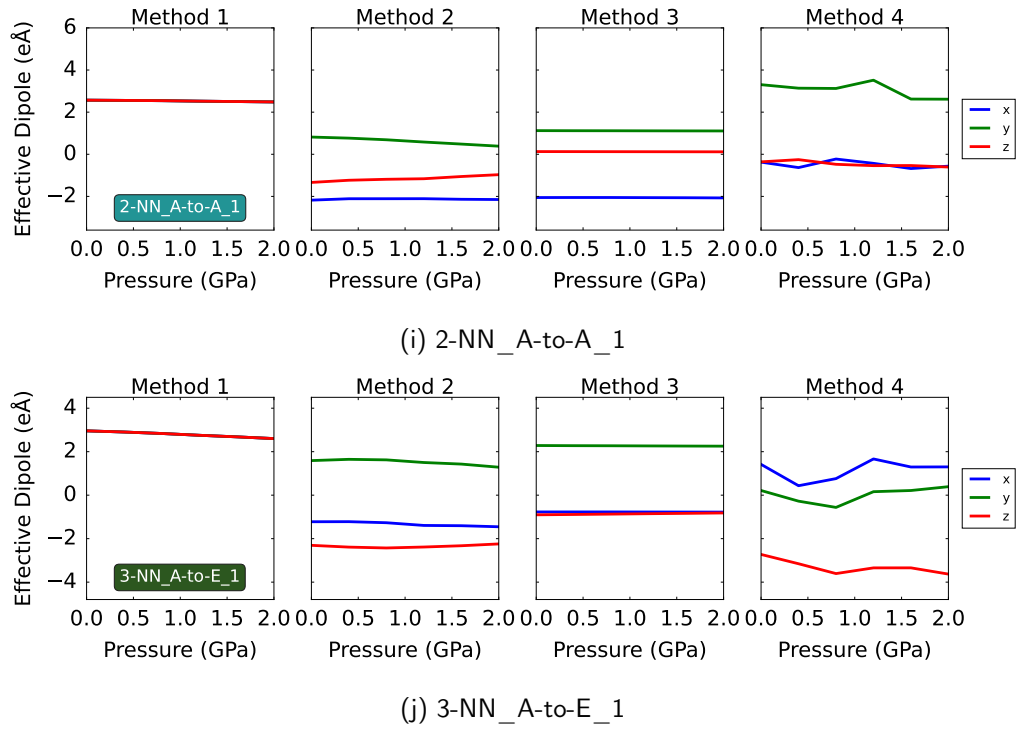 Method 1 Method 2 Method 3 Method 4
Effective Dipole (eÅ)
6
4
2
0
−2
2-NN_A-to-A_1
x
y
z
0.0 0.5 1.0 1.5 2.0 0.0 0.5 1.0 1.5 2.0 0.0 0.5 1.0 1.5 2.0 0.0 0.5 1.0 1.5 2.0
Pressure (GPa) Pressure (GPa) Pressure (GPa) Pressure (GPa)
(i) 2-NN_A-to-A_1
Method 1 Method 2 Method 3 Method 4
Effective Dipole (eÅ)
4
2
0
−2
−4
3-NN_A-to-E_1
x
y
z
0.0 0.5 1.0 1.5 2.0 0.0 0.5 1.0 1.5 2.0 0.0 0.5 1.0 1.5 2.0 0.0 0.5 1.0 1.5 2.0
Pressure (GPa) Pressure (GPa) Pressure (GPa) Pressure (GPa)
(j) 3-NN_A-to-E_1